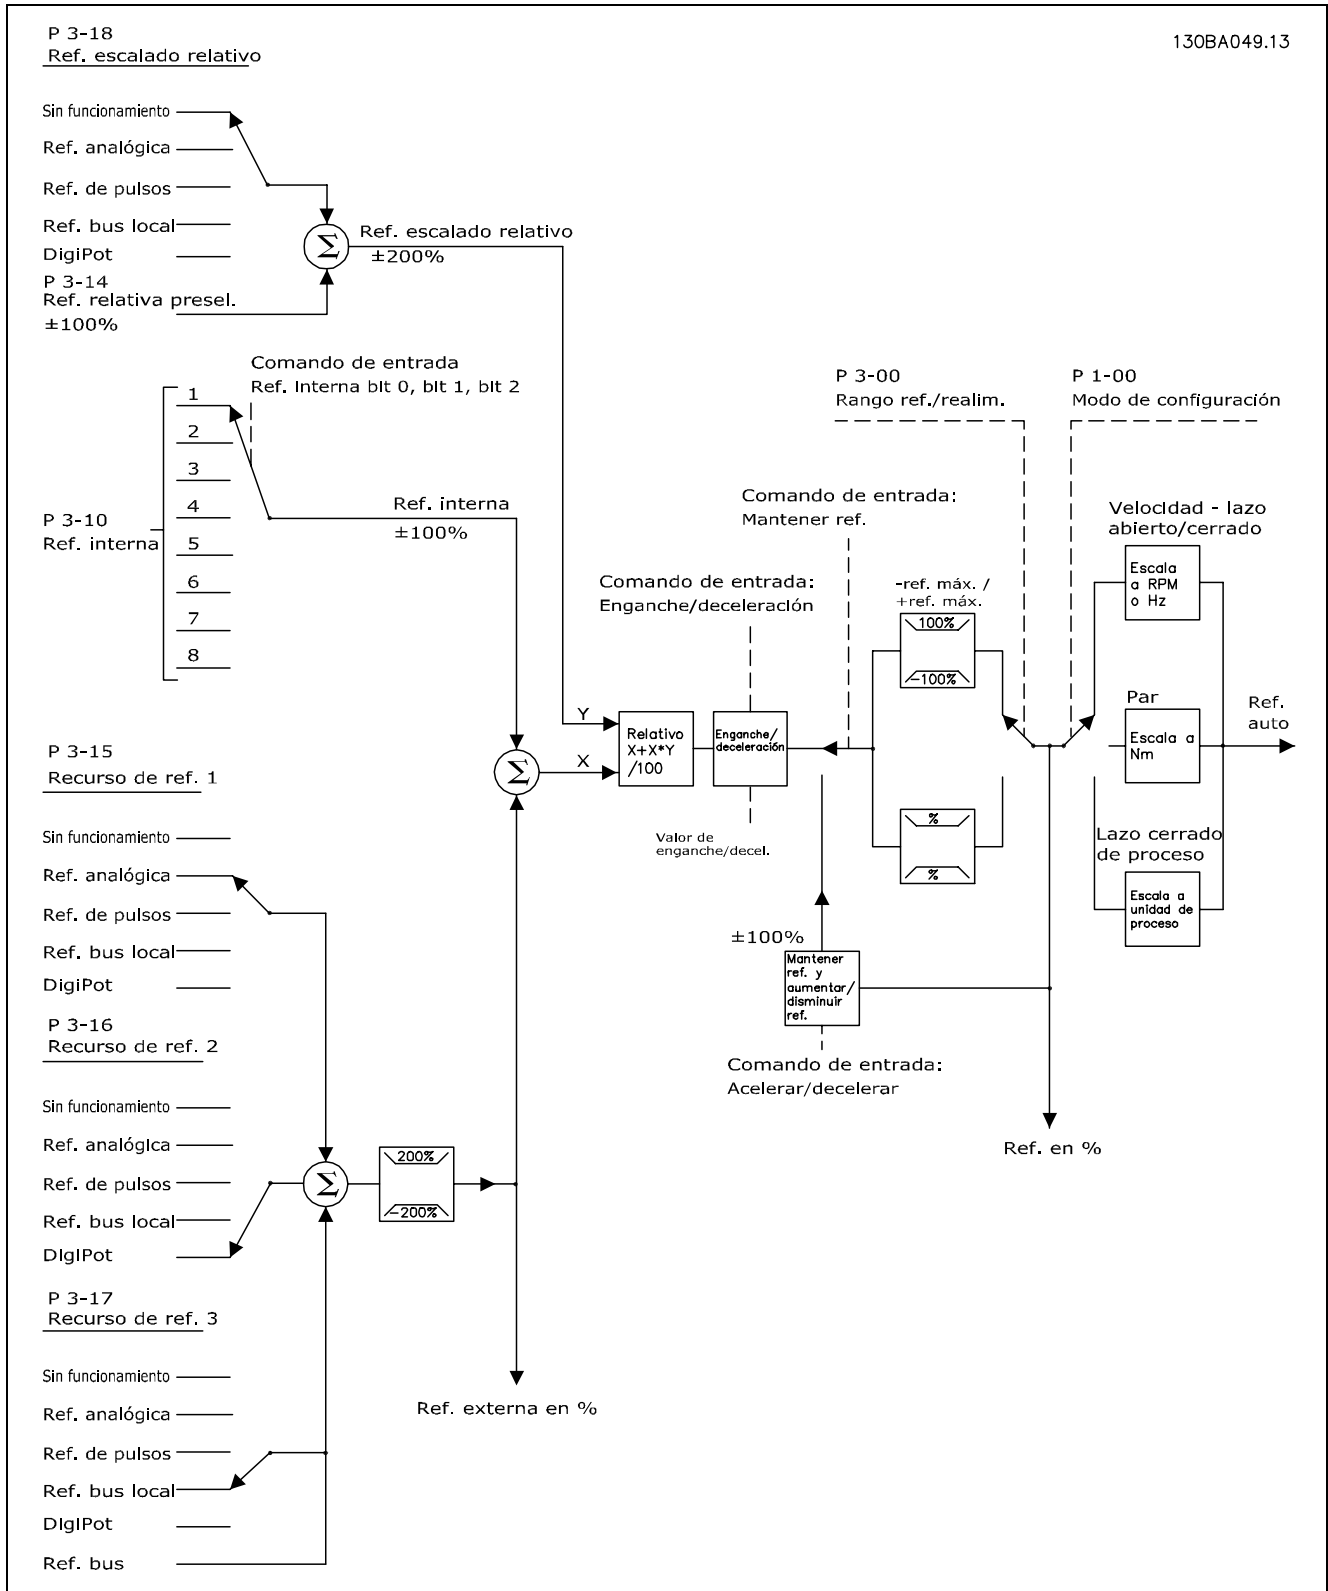 P 3-18
Ref. escalado relativo
130BA049.13
Sin funcionamiento
Ref. analógica
Ref. de pulsos
Ref. bus local
DigiPot
P 3-14
Ref. relativa presel.
±100%
Σ
Ref. escalado relativo
±200%
Comando de entrada
Ref. Interna bIt 0, bIt 1, bIt 2
1
2
3
4
5
6
7
8
P 3-10
Ref. interna
Ref. interna
±100%
P 3-15
Recurso de ref. 1
Sin funcionamiento
Ref. analógica
Ref. de pulsos
Ref. bus local
DigiPot
P 3-16
Recurso de ref. 2
Sin funcionamiento
Ref. analógIca
Ref. de pulsos
Ref. bus local
DIgIPot
P 3-17
Recurso de ref. 3
Sin funcionamiento
Ref. analógica
Ref. de pulsos
Ref. bus local
DIgIPot
Ref. bus
Σ
200%
-200%
Ref. externa en %
Σ
Y
X
Relativo
X+X*Y
/100
Comando de entrada:
Enganche/deceleración
Enganche/
deceleración
Valor de
enganche/decel.
Comando de entrada:
Mantener ref.
±100%
Mantener
ref. y
aumentar/
disminuir
ref.
Comando de entrada:
Acelerar/decelerar
-ref. máx. /
+ref. máx.
100%
-100%
%
%
P 3-00
Rango ref./realim.
P 1-00
Modo de configuración
Ref. en %
VelocIdad - lazo
abierto/cerrado
Escala
a RPM
o Hz
Par
Escala a
Nm
Lazo cerrado
de proceso
Escala a
unidad de
proceso
Ref.
auto